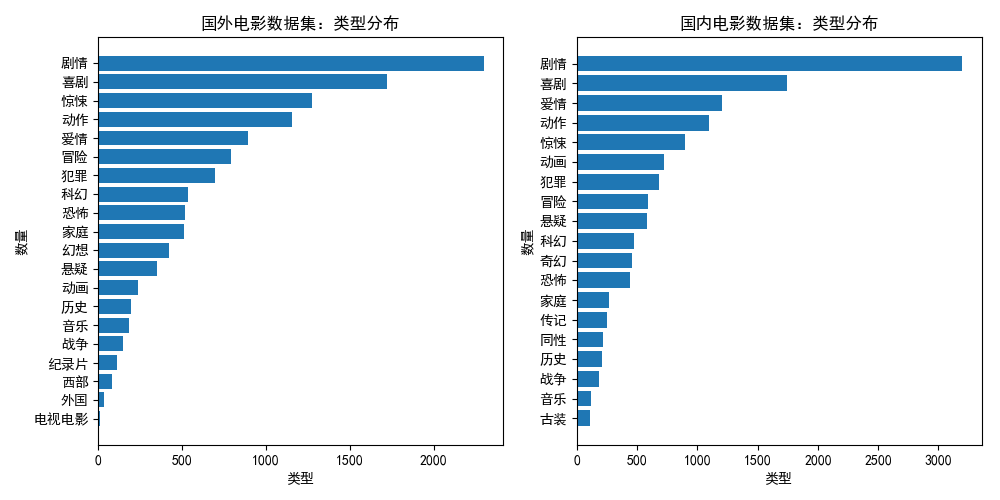 国外电影数据集：类型分布
剧情
喜剧
惊悚
动作
爱情
冒险
犯罪
科幻
恐怖
家庭
幻想
悬疑
动画
历史
音乐
战争
纪录片
西部
外国
电视电影
数量
0 500 1000 1500 2000
类型
国内电影数据集：类型分布
剧情
喜剧
爱情
动作
惊悚
动画
犯罪
冒险
悬疑
科幻
奇幻
恐怖
家庭
传记
同性
历史
战争
音乐
古装
数量
0 500 1000 1500 2000 2500 3000
类型